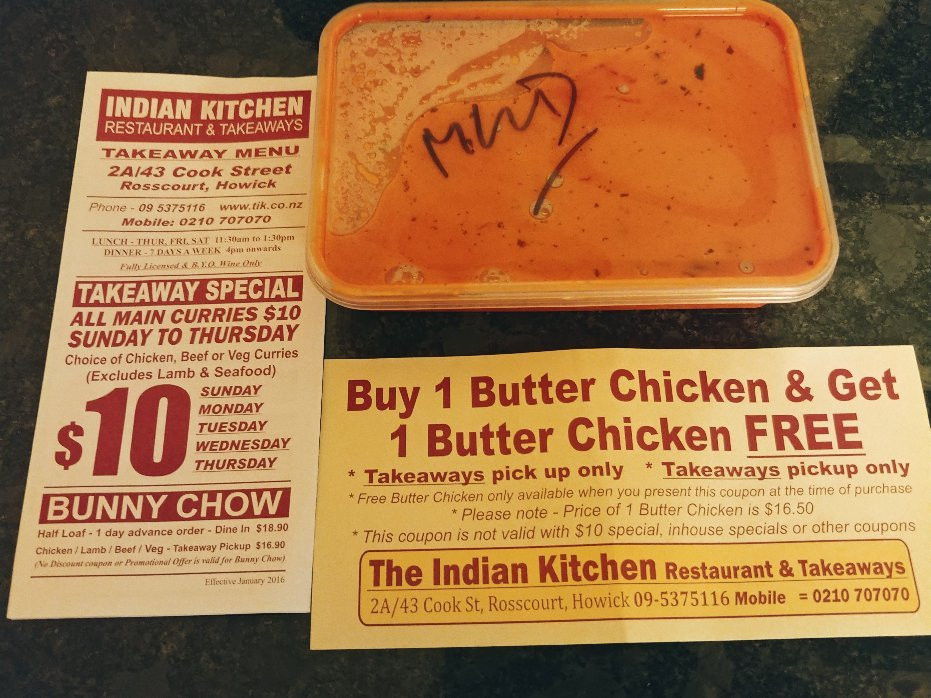 INDIAN KITCHEN
RESTAURANT & TAKEAWAYS
TAKEAWAY MENU
2A/43 Cook Street
Rosscourt, Howick
Phone - 09 5375116 www.tik.co.nz
Mobile: 0210 707070
LUNCH - THUR, FRI, SAT 11:30am to 1:30pm
DINNER - 7 DAYS A WEEK 4pm onwards
Fully Licensed & B.Y.O. Wine Only
TAKEAWAY SPECIAL
ALL MAIN CURRIES $10
SUNDAY TO THURSDAY
Choice of Chicken, Beef or Veg Curries
(Excludes Lamb & Seafood)
$10
SUNDAY
MONDAY
TUESDAY
WEDNESDAY
THURSDAY
BUNNY CHOW
Half Loaf - 1 day advance order - Dine In $18.90
Chicken / Lamb / Beef / Veg - Takeaway Pickup $16.90
(No Discount coupon or Promotional Offer is valid for Bunny Chow)
Effective January 2016
Buy 1 Butter Chicken & Get
1 Butter Chicken FREE
* Takeaways pick up only * Takeaways pickup only
* Free Butter Chicken only available when you present this coupon at the time of purchase
* Please note - Price of 1 Butter Chicken is $16.50
* This coupon is not valid with $10 special, inhouse specials or other coupons
The Indian Kitchen Restaurant & Takeaways
2A/43 Cook St, Rosscourt, Howick 09-5375116 Mobile = 0210 707070